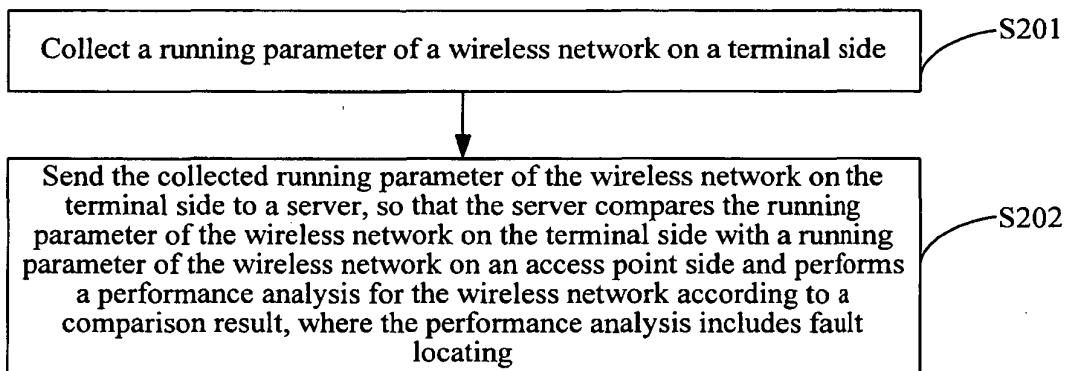 Collect a running parameter of a wireless network on a terminal side
S201
Send the collected running parameter of the wireless network on the
terminal side to a server, so that the server compares the running
parameter of the wireless network on the terminal side with a running
parameter of the wireless network on an access point side and performs
a performance analysis for the wireless network according to a
comparison result, where the performance analysis includes fault
locating
S202